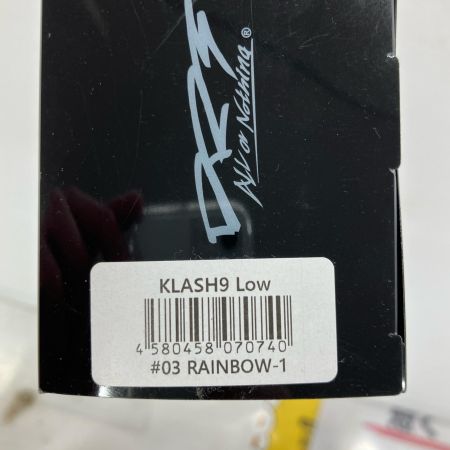 DRT
All or Nothing®
KLASH9 Low
4 580458 070740
#03 RAINBOW-1